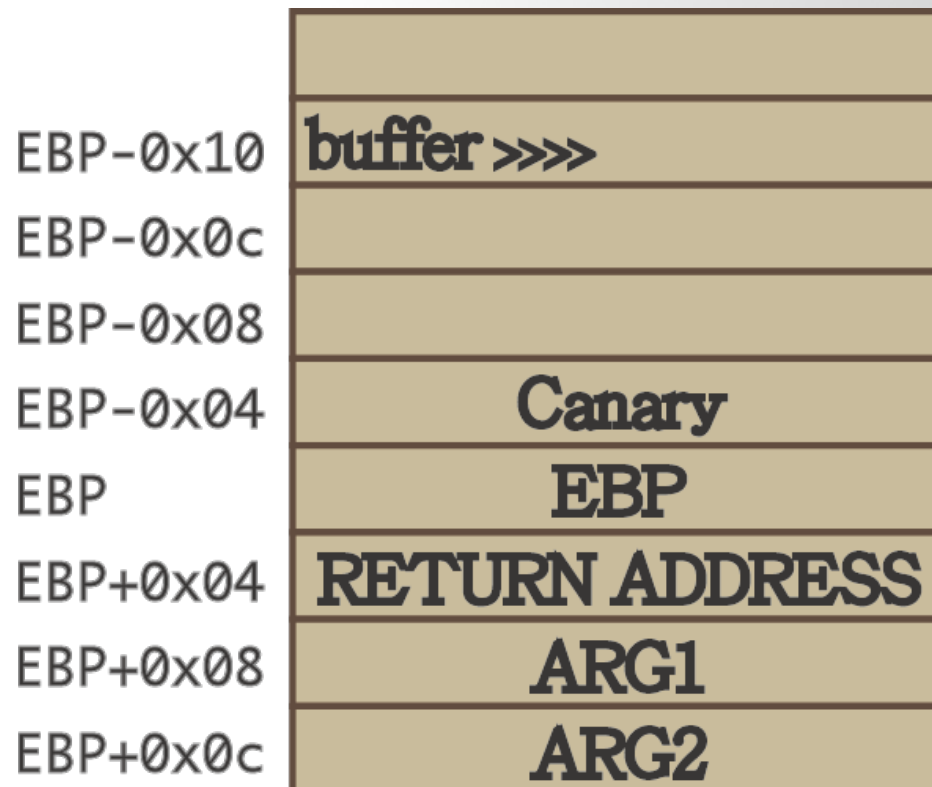 EBP-0x10 buffer >>>>
EBP-0x0c
EBP-0x08
EBP-0x04 Canary
EBP EBP
EBP+0x04 RETURN ADDRESS
EBP+0x08 ARG1
EBP+0x0c ARG2